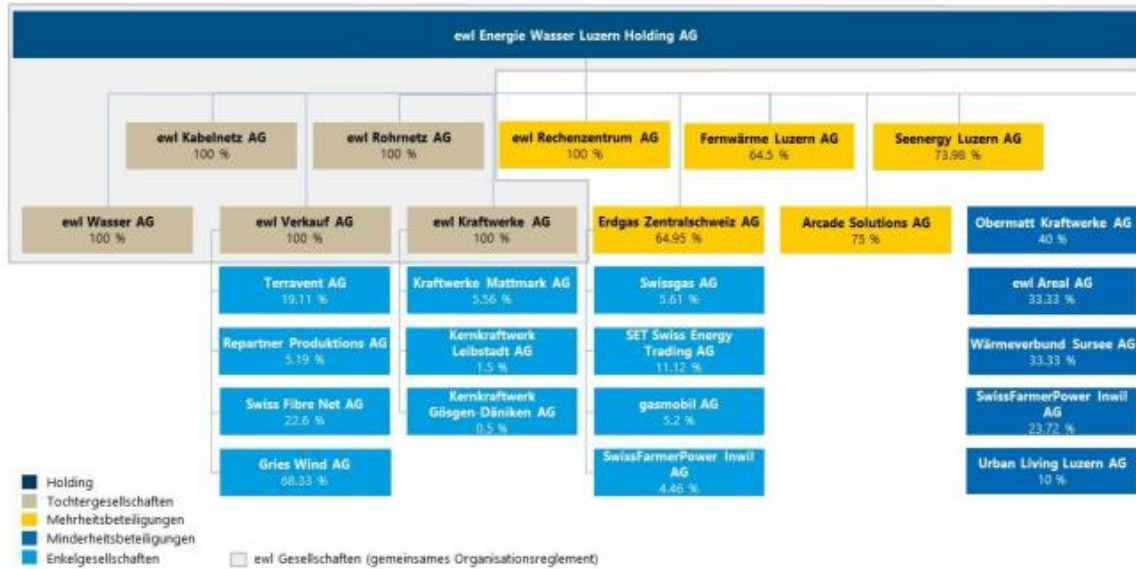 ewl Energie Wasser Luzern Holding AG
ewl Kabelnetz AG
100 %
ewl Rohrnetz AG
100 %
ewl Rechenzentrum AG
100 %
Fernwärme Luzern AG
64.5 %
Seenergy Luzern AG
73.98 %
ewl Wasser AG
100 %
ewl Verkauf AG
100 %
ewl Kraftwerke AG
100 %
Erdgas Zentralschweiz AG
64.95 %
Arcade Solutions AG
75 %
Obermatt Kraftwerke AG
40 %
Terravent AG
19.11 %
Kraftwerke Mattmark AG
5.56 %
Swissgas AG
5.61 %
ewl Areal AG
33.33 %
Repartner Produktions AG
5.19 %
Kernkraftwerk
Leibstadt AG
1.5 %
SET Swiss Energy
Trading AG
11.12 %
Wärmeverbund Sursee AG
33.33 %
Swiss Fibre Net AG
22.6 %
Kernkraftwerk
Gösgen-Däniken AG
0.5 %
gasmobil AG
5.2 %
SwissFarmerPower Inwil
AG
23.72 %
Gries Wind AG
68.33 %
SwissFarmerPower Inwil
AG
4.46 %
Urban Living Luzern AG
10 %
Holding
Tochtergesellschaften
Mehrheitsbeteiligungen
Minderheitsbeteiligungen
Enkelgesellschaften
ewl Gesellschaften (gemeinsames Organisationsreglement)